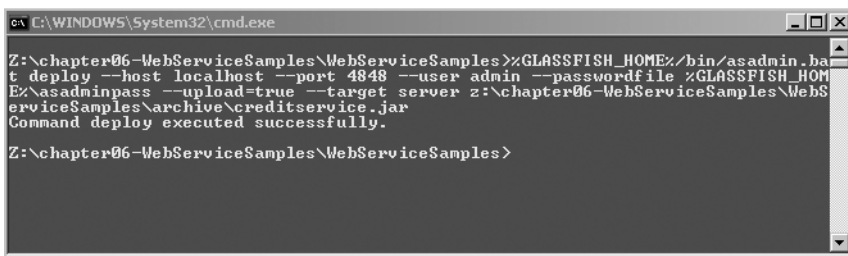 C:\WINDOWS\System32\cmd.exe
Z:\chapter06-WebServiceSamples\WebServiceSamples>%GLASSFISH_HOME%/bin/asadmin.ba
t deploy --host localhost --port 4848 --user admin --passwordfile %GLASSFISH_HOM
E%\asadminpass --upload=true --target server z:\chapter06-WebServiceSamples\WebS
erviceSamples\archive\creditservice.jar
Command deploy executed successfully.
Z:\chapter06-WebServiceSamples\WebServiceSamples>